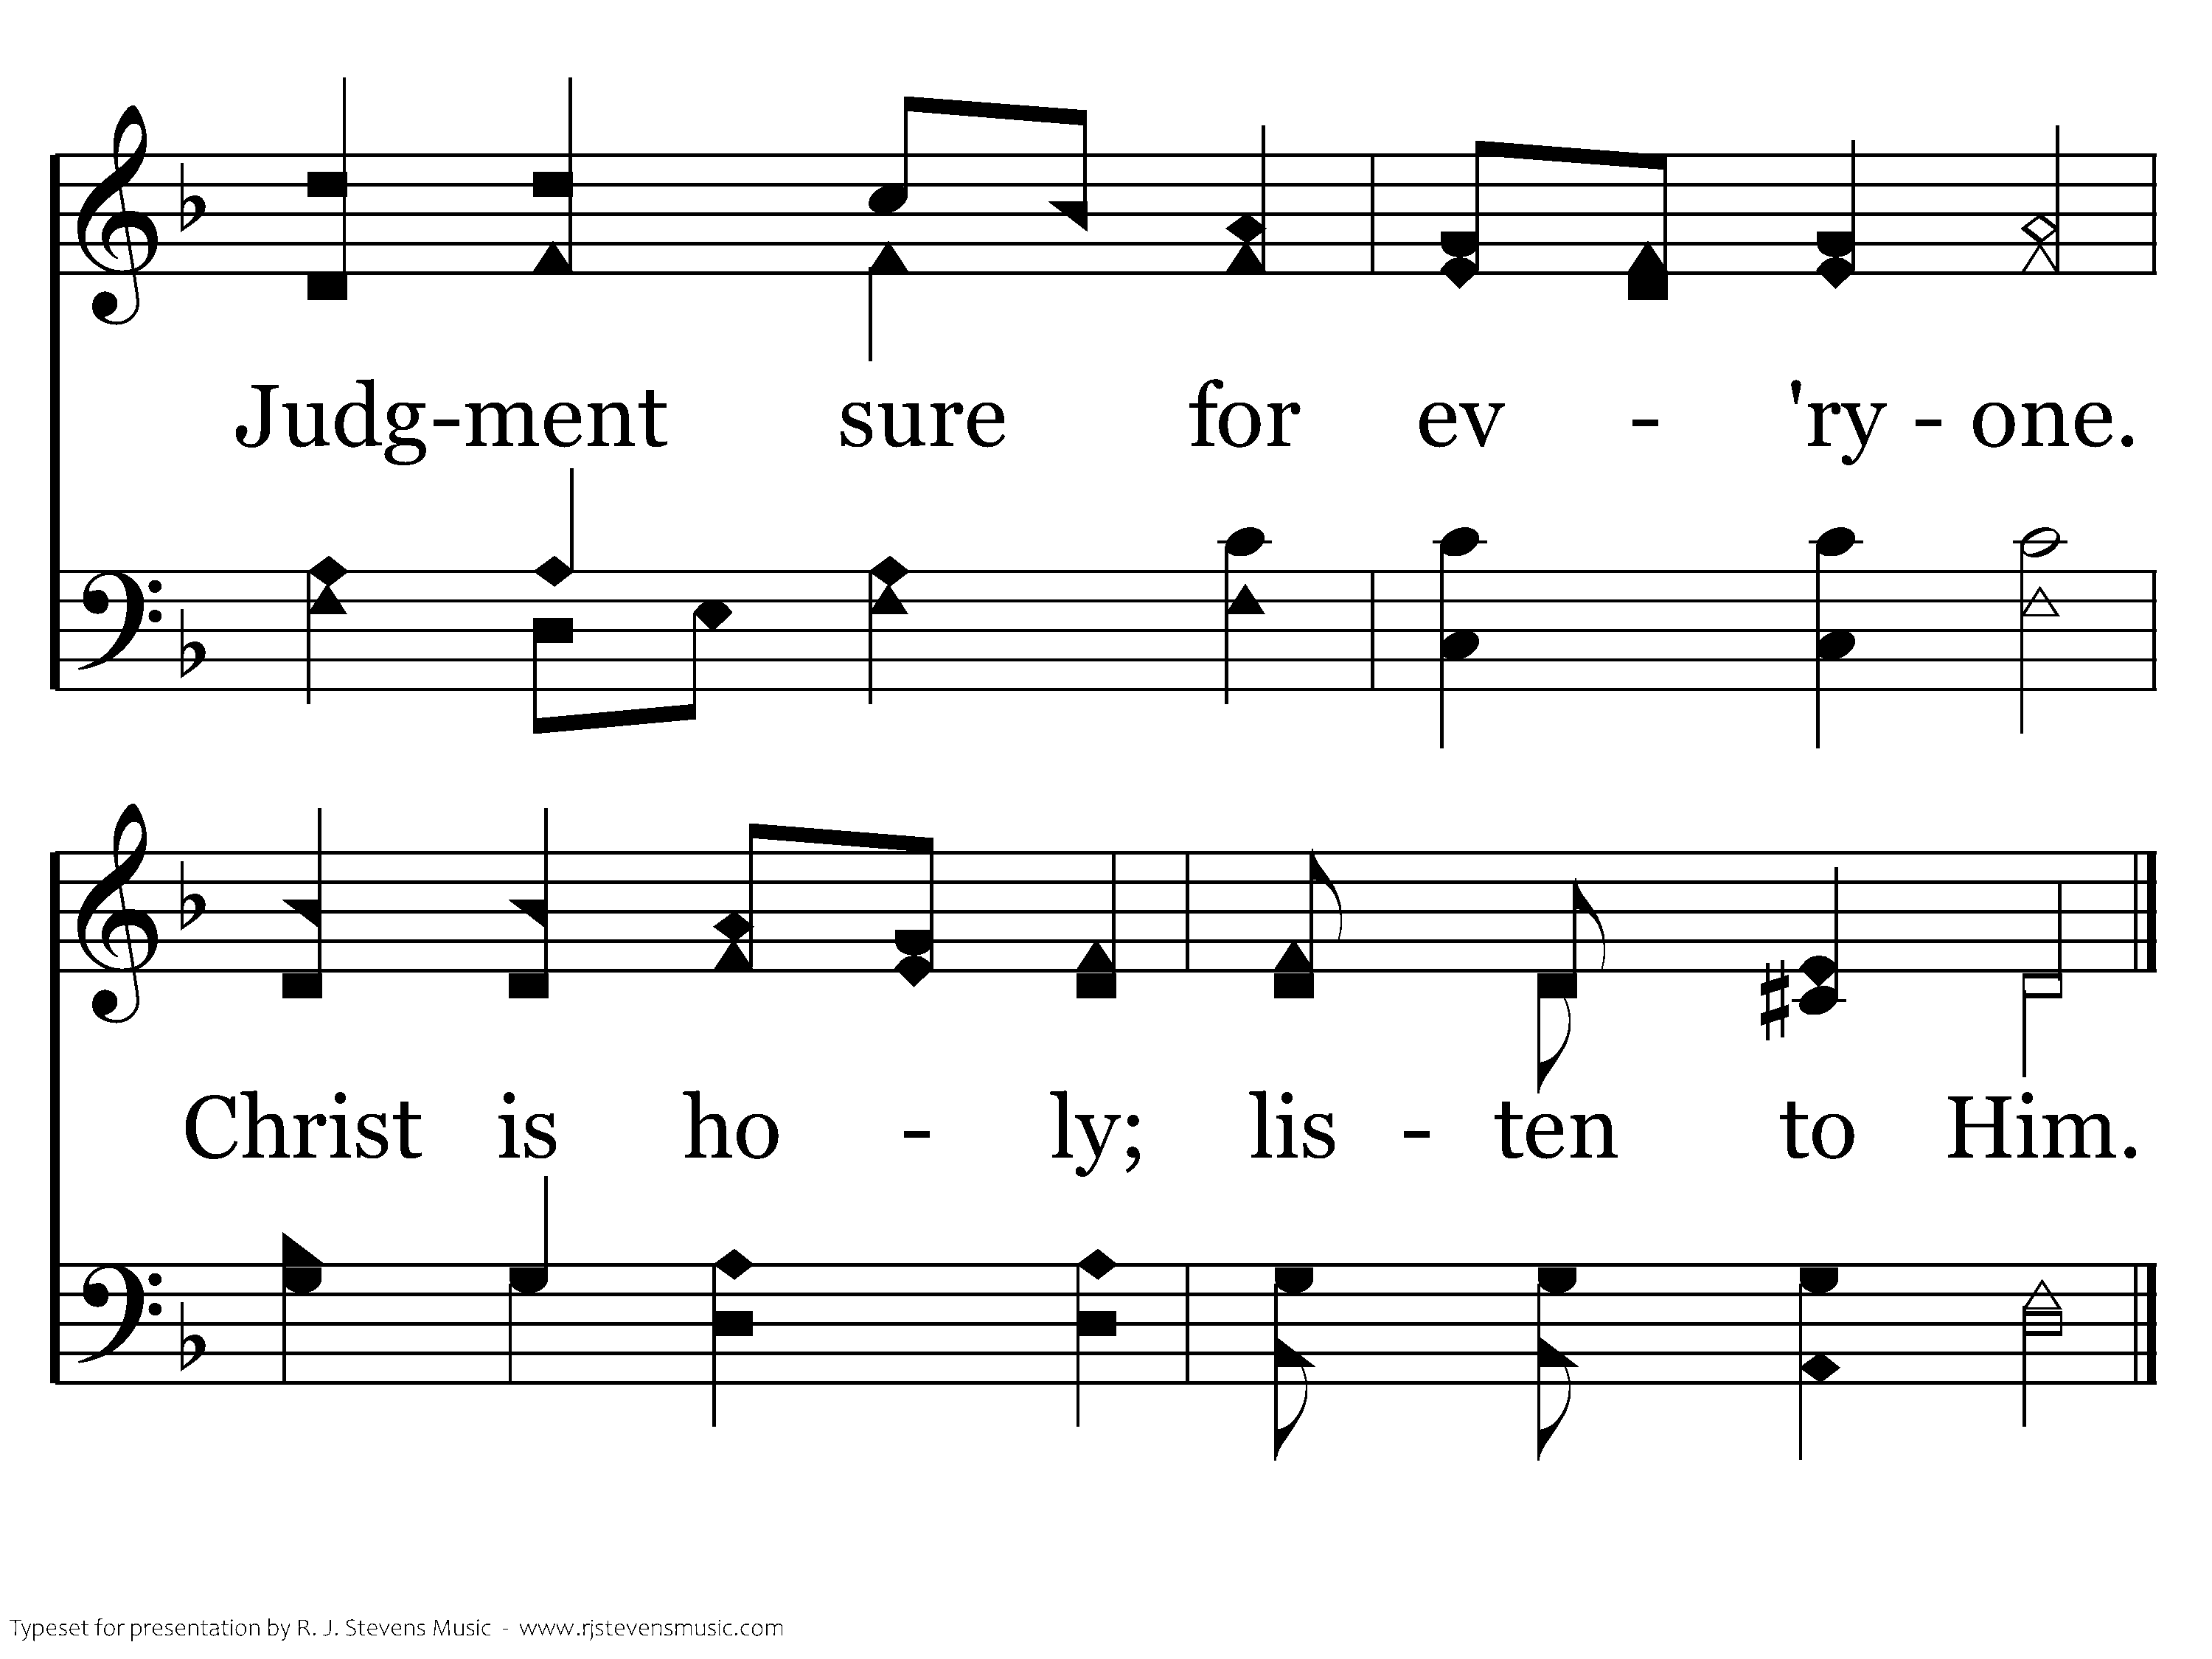 Judg-ment sure for ev - 'ry - one.
Christ is ho - ly; lis - ten to Him.
Typeset for presentation by R. J. Stevens Music - www.rjstevensmusic.com